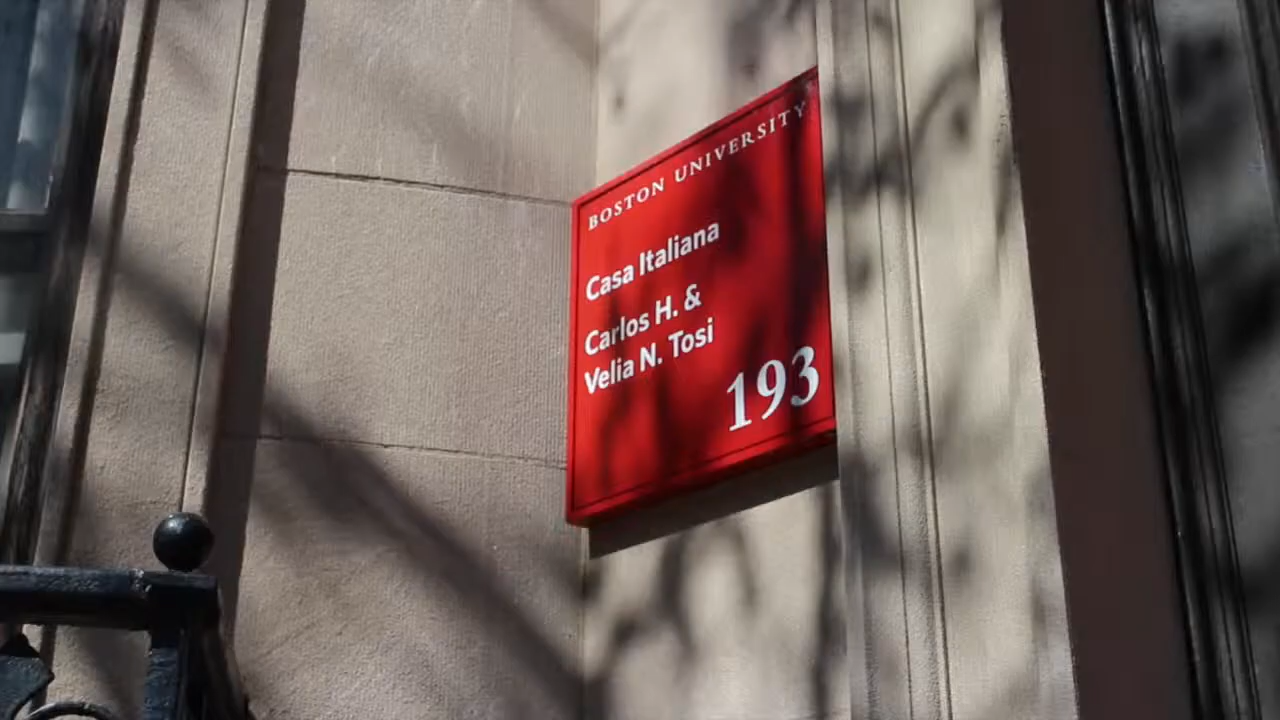 BOSTON UNIVERSITY
Casa Italiana
Carlos H. &
Velia N. Tosi
193